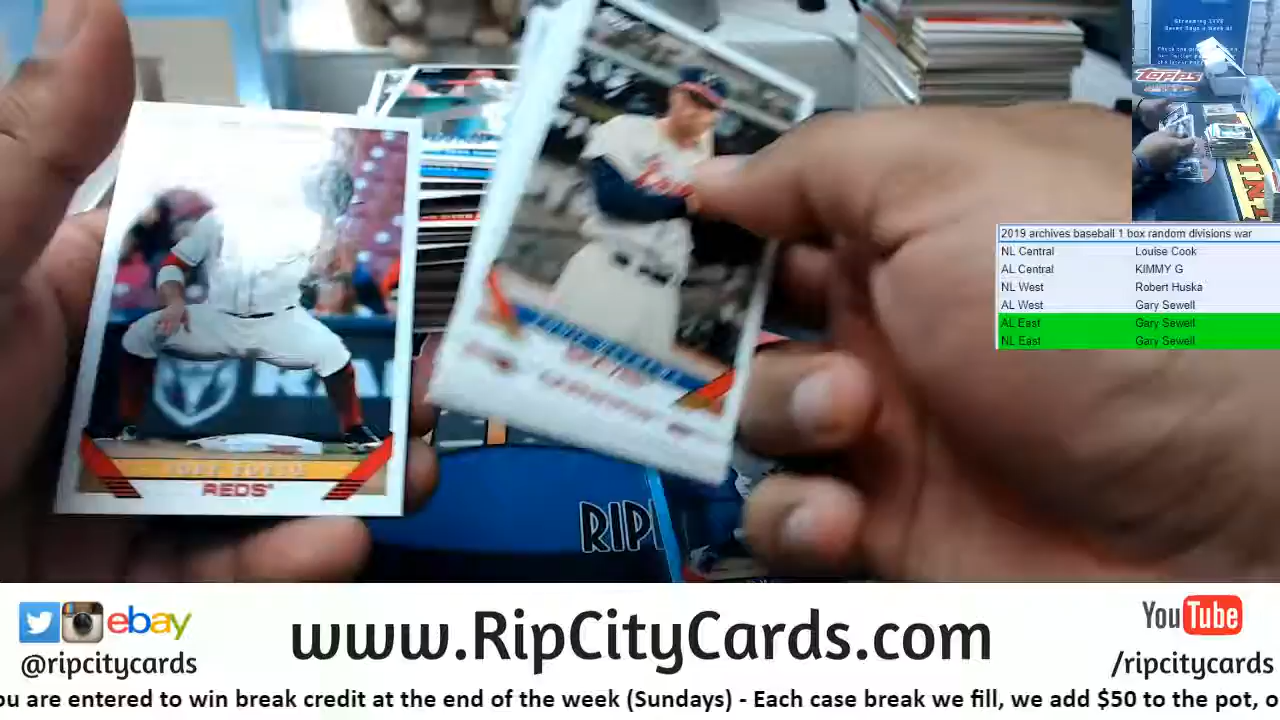 Streaming LIVE
Topps
2019 archives baseball 1 box random divisions war
NL Central Louise Cook
AL Central KIMMY G
NL West Robert Huska
AL West Gary Sewell
AL East Gary Sewell
NL East Gary Sewell
REDS
RIP
ebay
www.RipCityCards.com
You Tube
@ripcitycards
/ripcitycards
ou are entered to win break credit at the end of the week (Sundays) - Each case break we fill, we add $50 to the pot, o